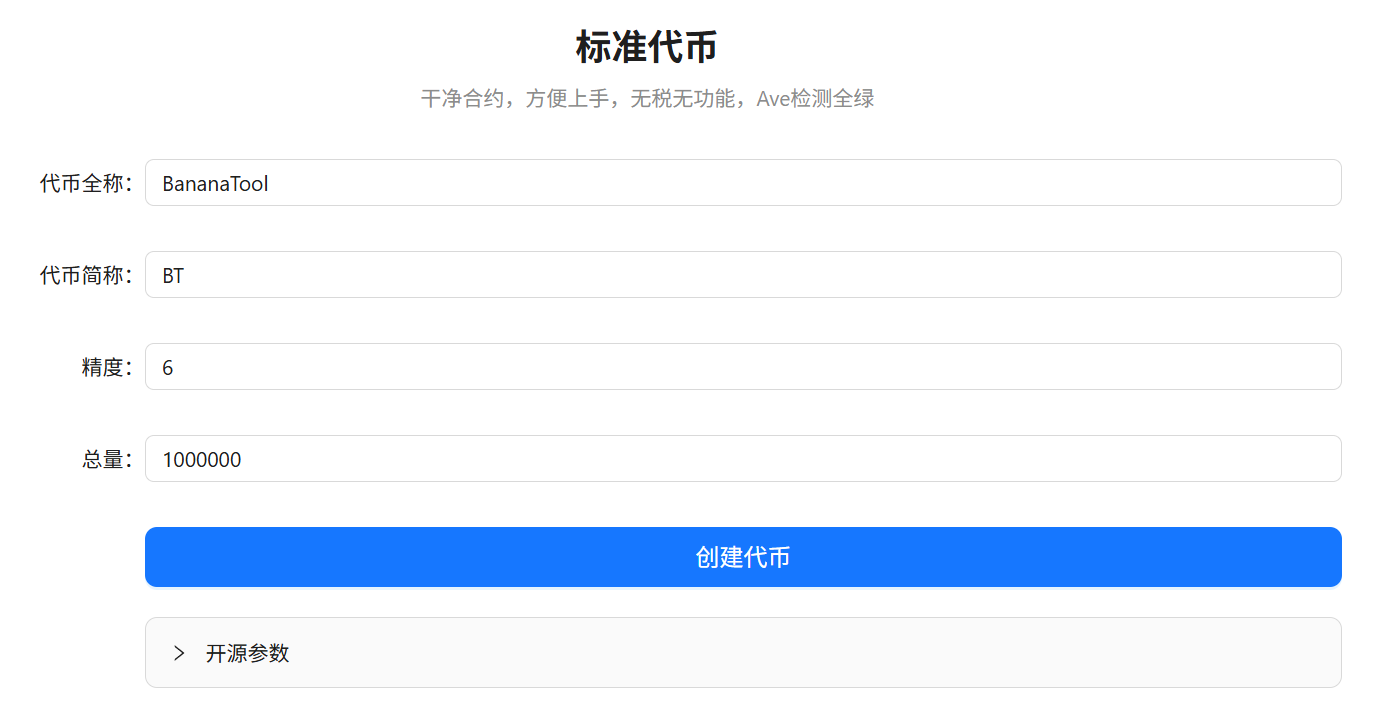 标准代币
干净合约，方便上手，无税无功能，Ave检测全绿
代币全称： BananaTool
代币简称： BT
精度： 6
总量： 1000000
创建代币
开源参数